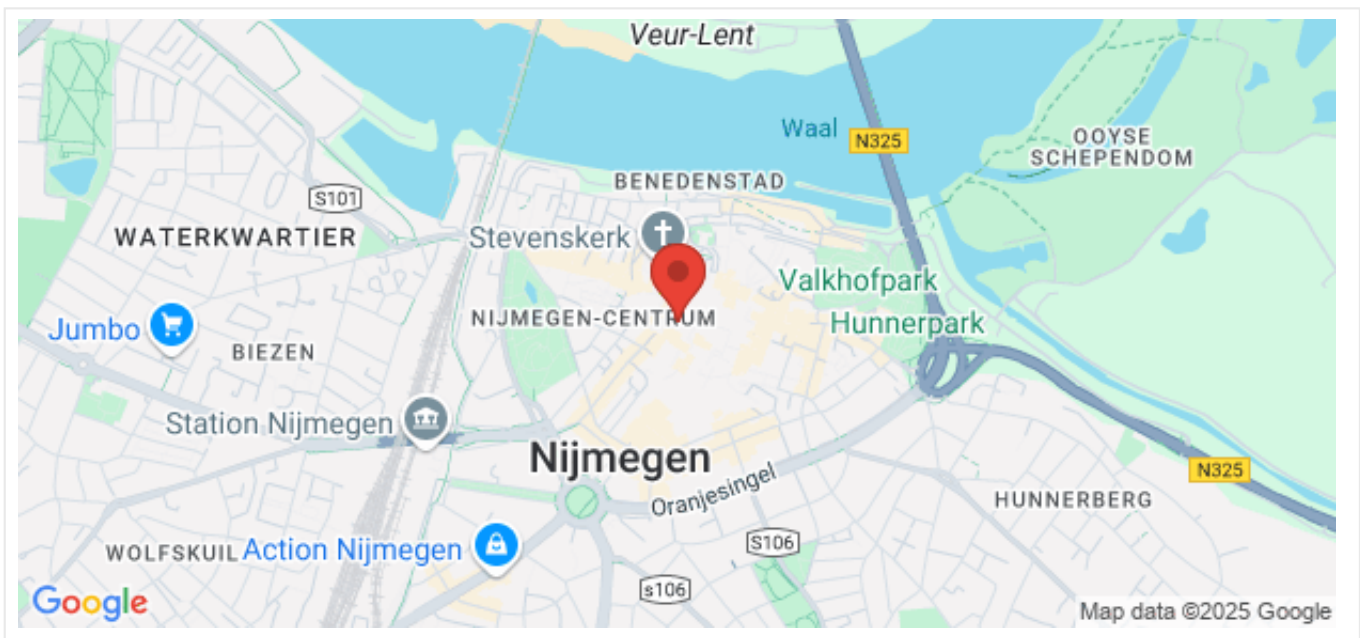 Veur-Lent
Waal
N325
OOYSE
SCHEPENDOM
BENEDENSTAD
S101
WATERKWARTIER
Stevenskerk
Valkhofpark
Hunnerpark
NIJMEGEN-CENTRUM
Jumbo
BIEZEN
Station Nijmegen
Nijmegen
N325
Oranjesingel
HUNNERBERG
S106
WOLFSKUIL
Action Nijmegen
s106
Google
Map data ©2025 Google